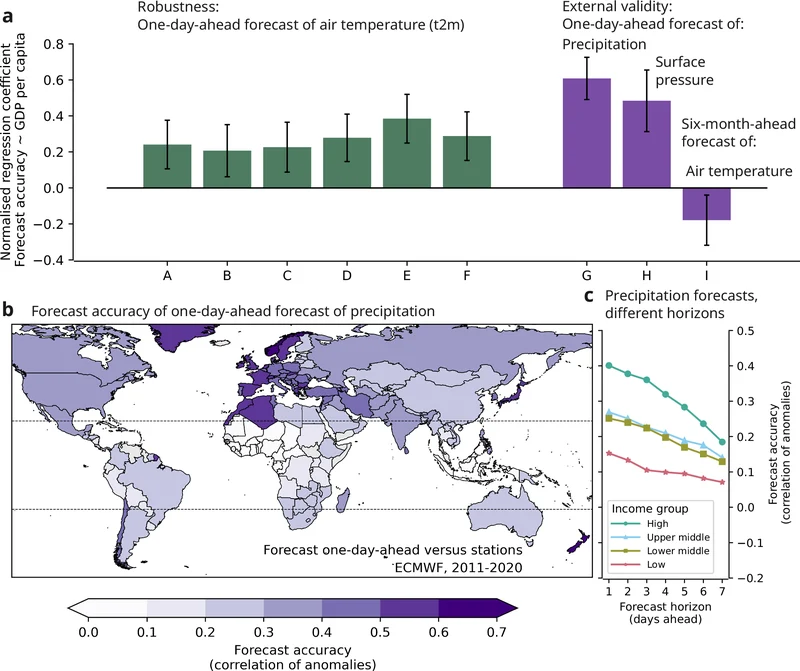 a
Robustness:
One-day-ahead forecast of air temperature (t2m)
External validity:
One-day-ahead forecast of:
Precipitation
Surface
pressure
Six-month-ahead
forecast of:
Air temperature
Normalised regression coefficient
Forecast accuracy ~ GDP per capita
0.8
0.6
0.4
0.2
0.0
−0.2
−0.4
A B C D E F G H I
b Forecast accuracy of one-day-ahead forecast of precipitation
Forecast one-day-ahead versus stations
ECMWF, 2011-2020
0.0 0.1 0.2 0.3 0.4 0.5 0.6 0.7
Forecast accuracy
(correlation of anomalies)
c Precipitation forecasts,
different horizons
0.5
0.4
0.3
0.2
0.1
0.0
−0.1
−0.2
Forecast accuracy
(correlation of anomalies)
Income group
High
Upper middle
Lower middle
Low
1 2 3 4 5 6 7
Forecast horizon
(days ahead)